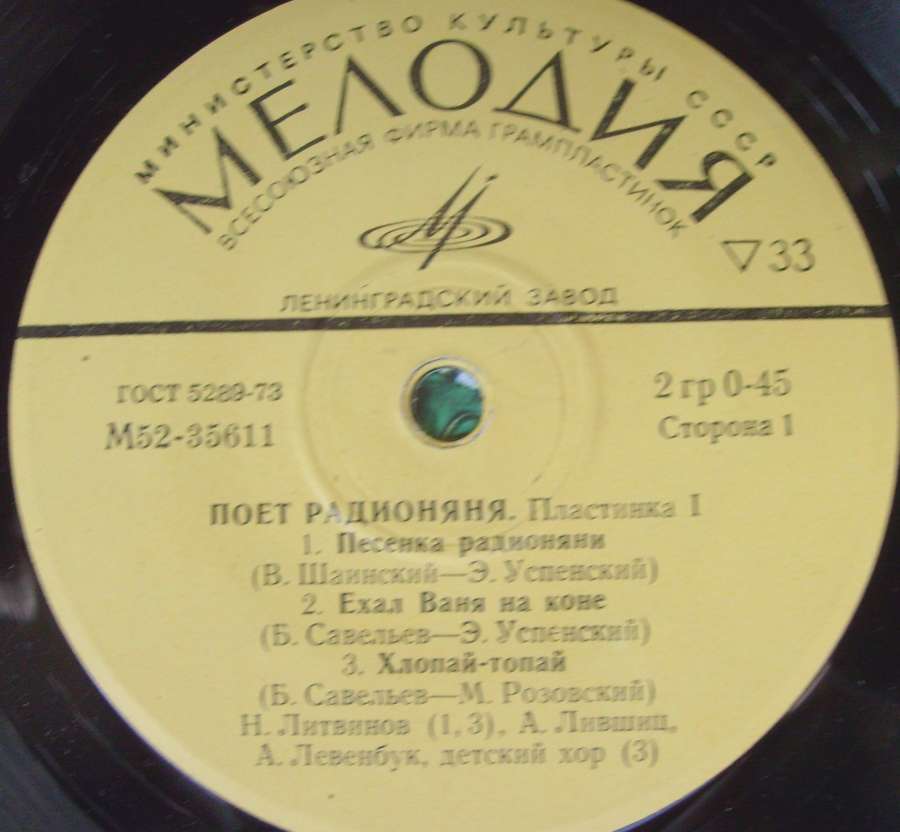 МИНИСТЕРСТВО КУЛЬТУРЫ СССР
МЕЛОДИЯ
ВСЕСОЮЗНАЯ ФИРМА ГРАМПЛАСТИНОК
▽33
ЛЕНИНГРАДСКИЙ ЗАВОД
ГОСТ 5289-73
2 гр 0-45
М52-35611
Сторона 1
ПОЕТ РАДИОНЯНЯ. Пластинка I
1. Песенка радионяни
(В. Шаинский—Э. Успенский)
2. Ехал Ваня на коне
(Б. Савельев—Э. Успенский)
3. Хлопай-топай
(Б. Савельев—М. Розовский)
Н. Литвинов (1,3), А. Лившиц,
А. Левенбук, детский хор (3)